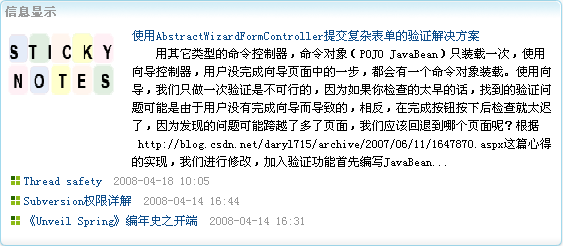 信息显示
STICKY
NOTES
使用AbstractWizardFormController提交复杂表单的验证解决方案
用其它类型的命令控制器，命令对象（POJO JavaBean）只装载一次，使用
向导控制器，用户没完成向导页面中的一步，都会有一个命令对象装载。使用向
导，我们只做一次验证是不可行的，因为如果你检查的太早的话，找到的验证问
题可能是由于用户没有完成向导而导致的，相反，在完成按钮按下后检查就太迟
了，因为发现的问题可能跨越了多个页面，我们应该回退到哪个页面呢？根据
http://blog.csdn.net/daryl715/archive/2007/06/11/1647870.aspx这篇心得
的实现，我们进行修改，加入验证功能首先编写JavaBean...
Thread safety 2008-04-18 10:05
Subversion权限详解 2008-04-14 16:44
《Unveil Spring》编年史之开端 2008-04-14 16:31